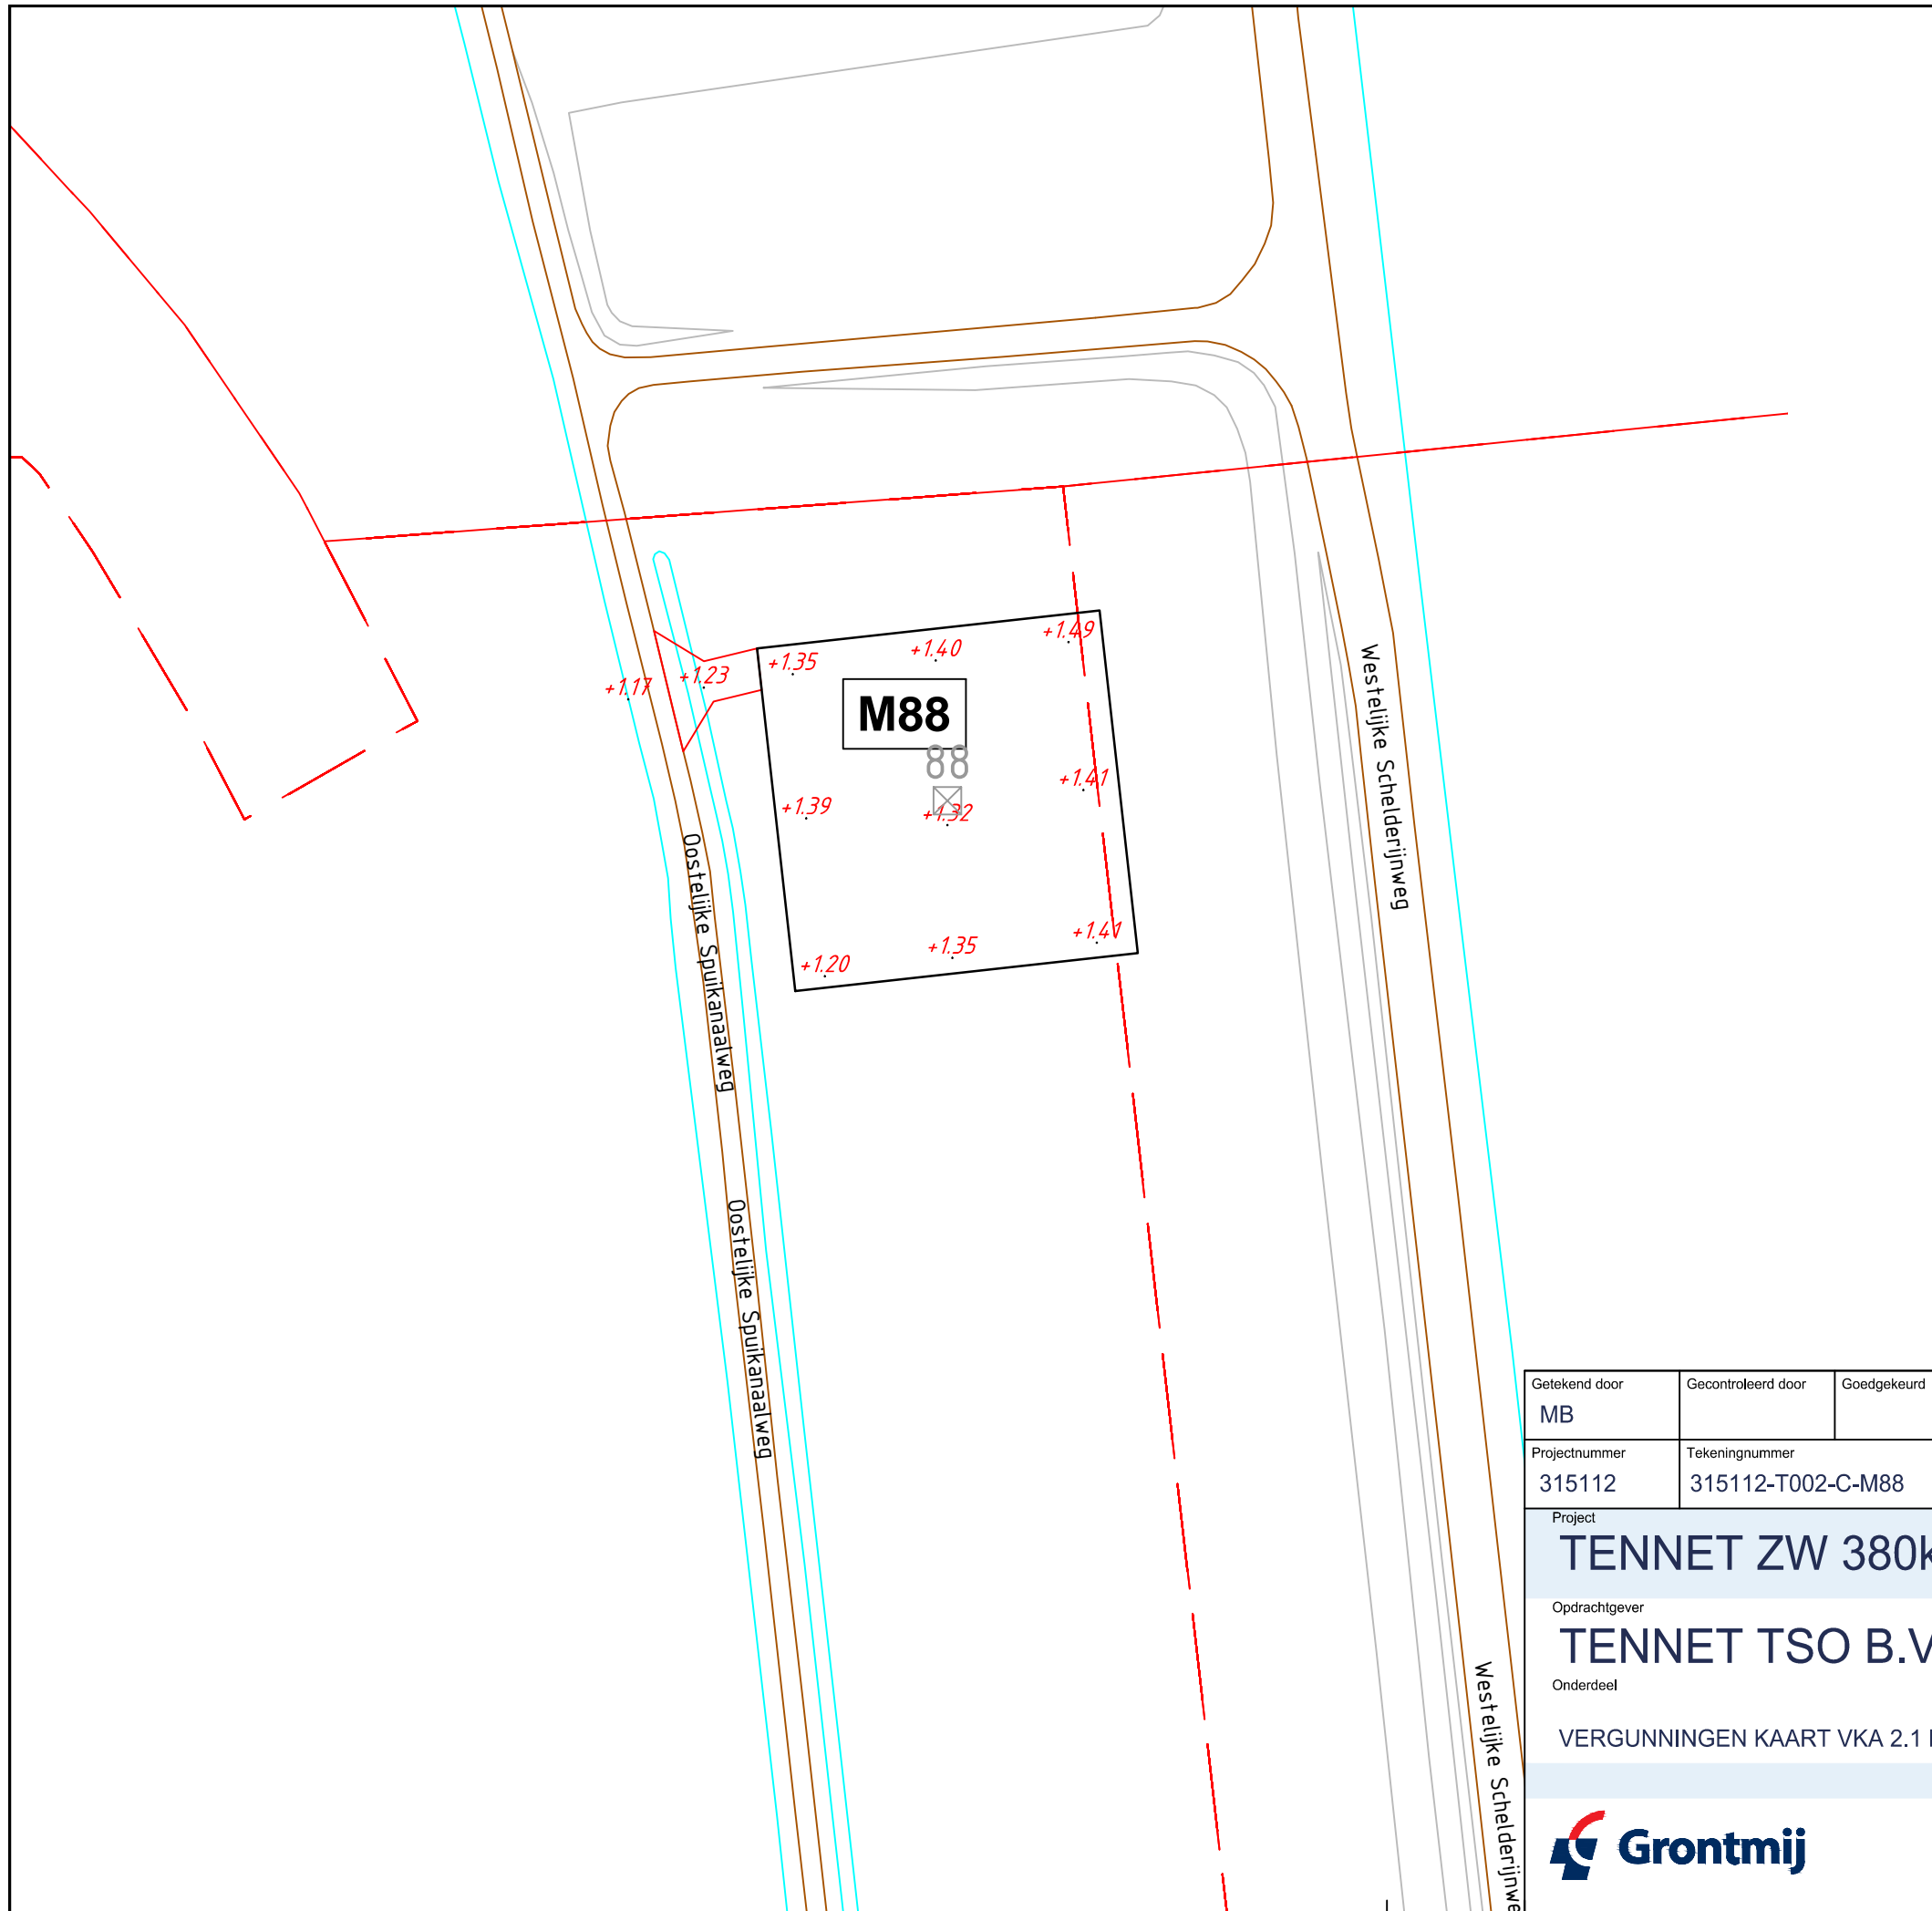 +1.49
+1.40
+1.35
+1.23
+1.17
M88
88
+1.41
+1.39
+1.32
+1.41
+1.35
+1.20
Westelijke Schelderijnweg
Oostelijke Spuikanaalweg
Oostelijke Spuikanaalweg
Westelijke Schelderijnwe
Getekend door
Gecontroleerd door
Goedgekeurd
MB
Projectnummer
Tekeningnummer
315112
315112-T002-C-M88
Project
TENNET ZW 380k
Opdrachtgever
TENNET TSO B.V
Onderdeel
VERGUNNINGEN KAART VKA 2.1
Grontmij